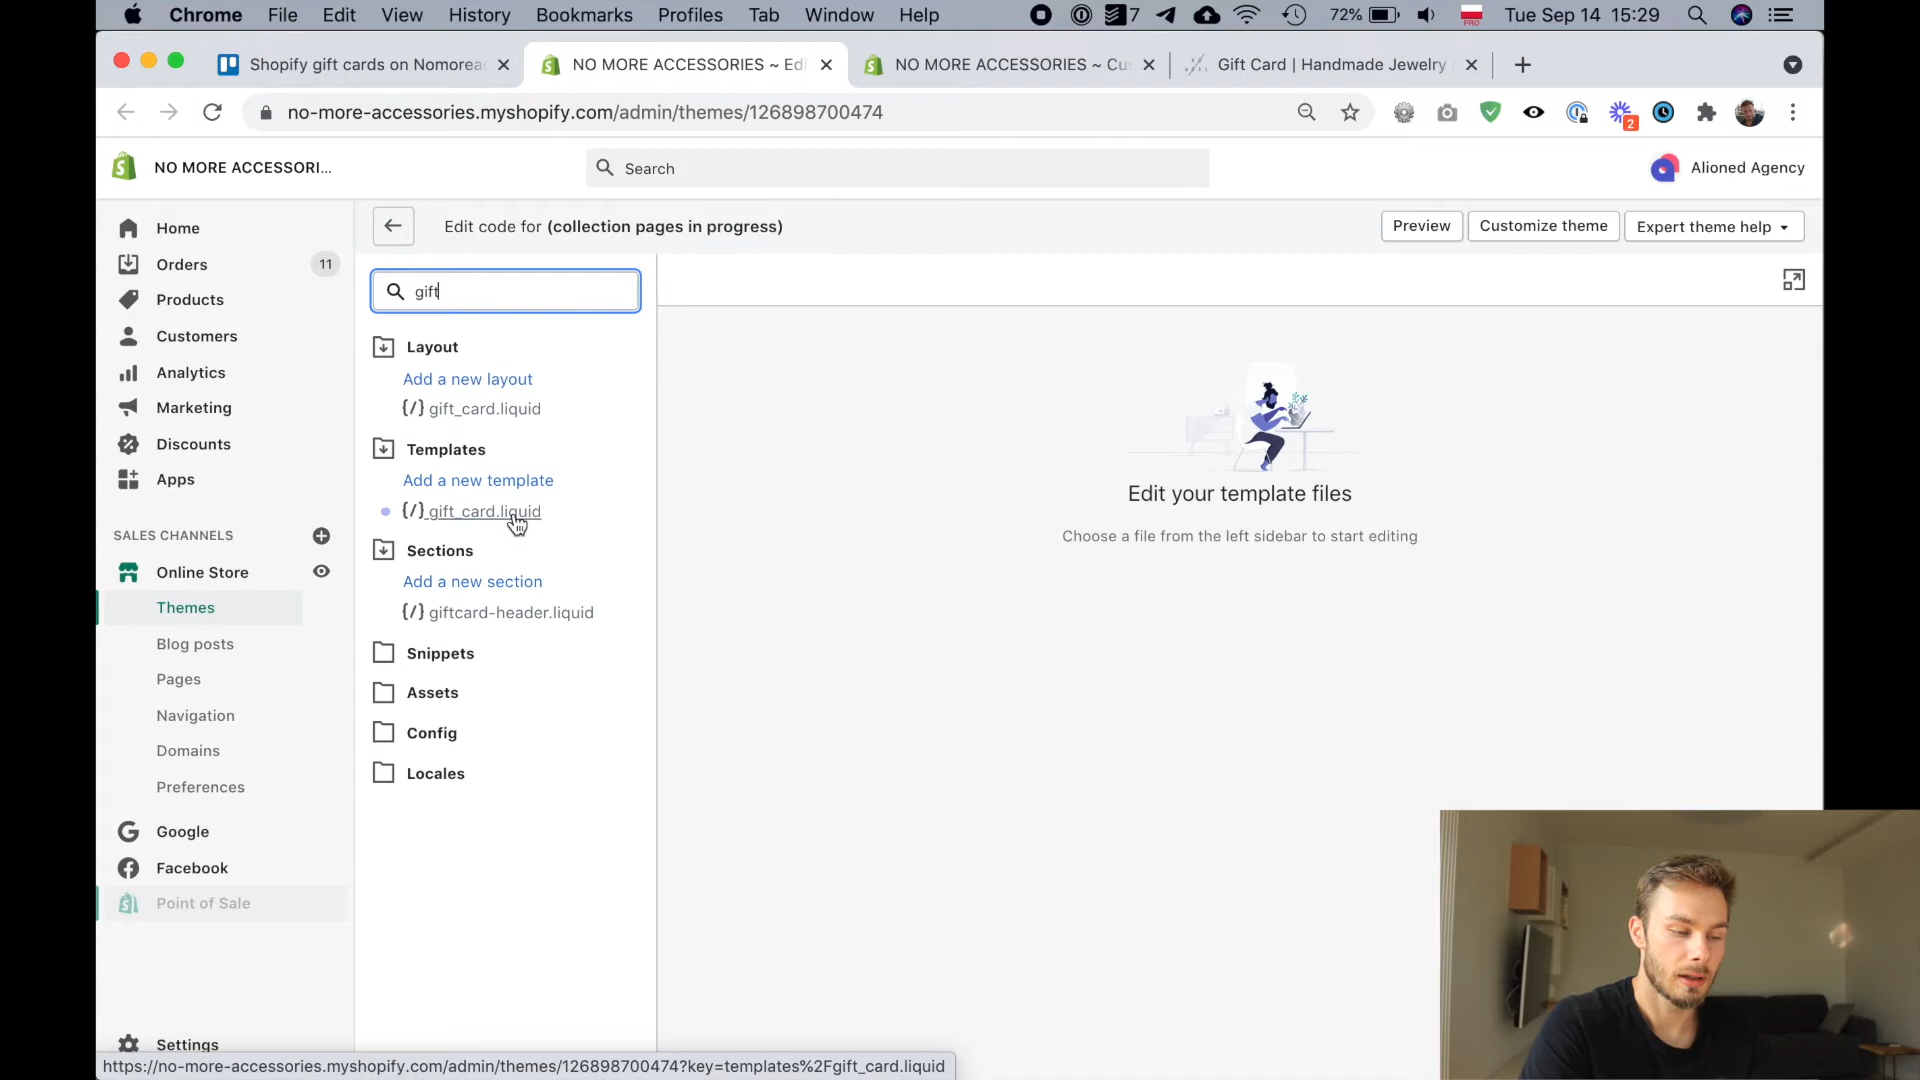 Chrome File Edit View History Bookmarks Profiles Tab Window Help 7 72% PRO Tue Sep 14 15:29
Shopify gift cards on Nomoreac NO MORE ACCESSORIES ~ Edi NO MORE ACCESSORIES ~ Cu Gift Card | Handmade Jewelry
no-more-accessories.myshopify.com/admin/themes/126898700474 2
NO MORE ACCESSORI... Search Alioned Agency
Edit code for (collection pages in progress) Preview Customize theme Expert theme help
Home
Orders 11
Products
Customers
Analytics
Marketing
Discounts
Apps
SALES CHANNELS
Online Store
Themes
Blog posts
Pages
Navigation
Domains
Preferences
Google
Facebook
Point of Sale
Settings
gift
Layout
Add a new layout
{/} gift_card.liquid
Templates
Add a new template
{/} gift_card.liquid
Sections
Add a new section
{/} giftcard-header.liquid
Snippets
Assets
Config
Locales
Edit your template files
Choose a file from the left sidebar to start editing
https://no-more-accessories.myshopify.com/admin/themes/126898700474?key=templates%2Fgift_card.liquid